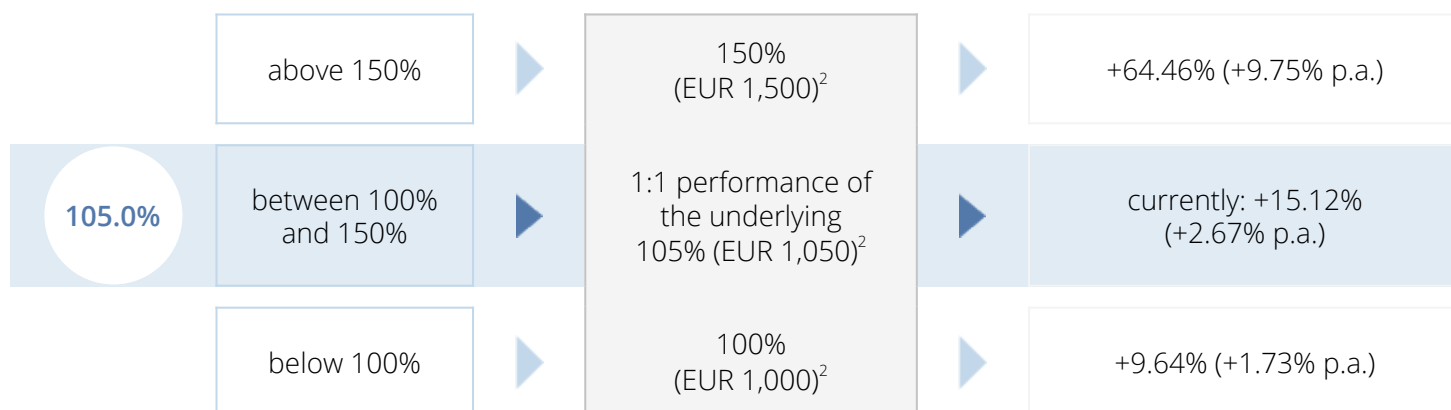 above 150%
150%
(EUR 1,500)²
+64.46% (+9.75% p.a.)
105.0%
between 100%
and 150%
1:1 performance of
the underlying
105% (EUR 1,050)²
currently: +15.12%
(+2.67% p.a.)
below 100%
100%
(EUR 1,000)²
+9.64% (+1.73% p.a.)